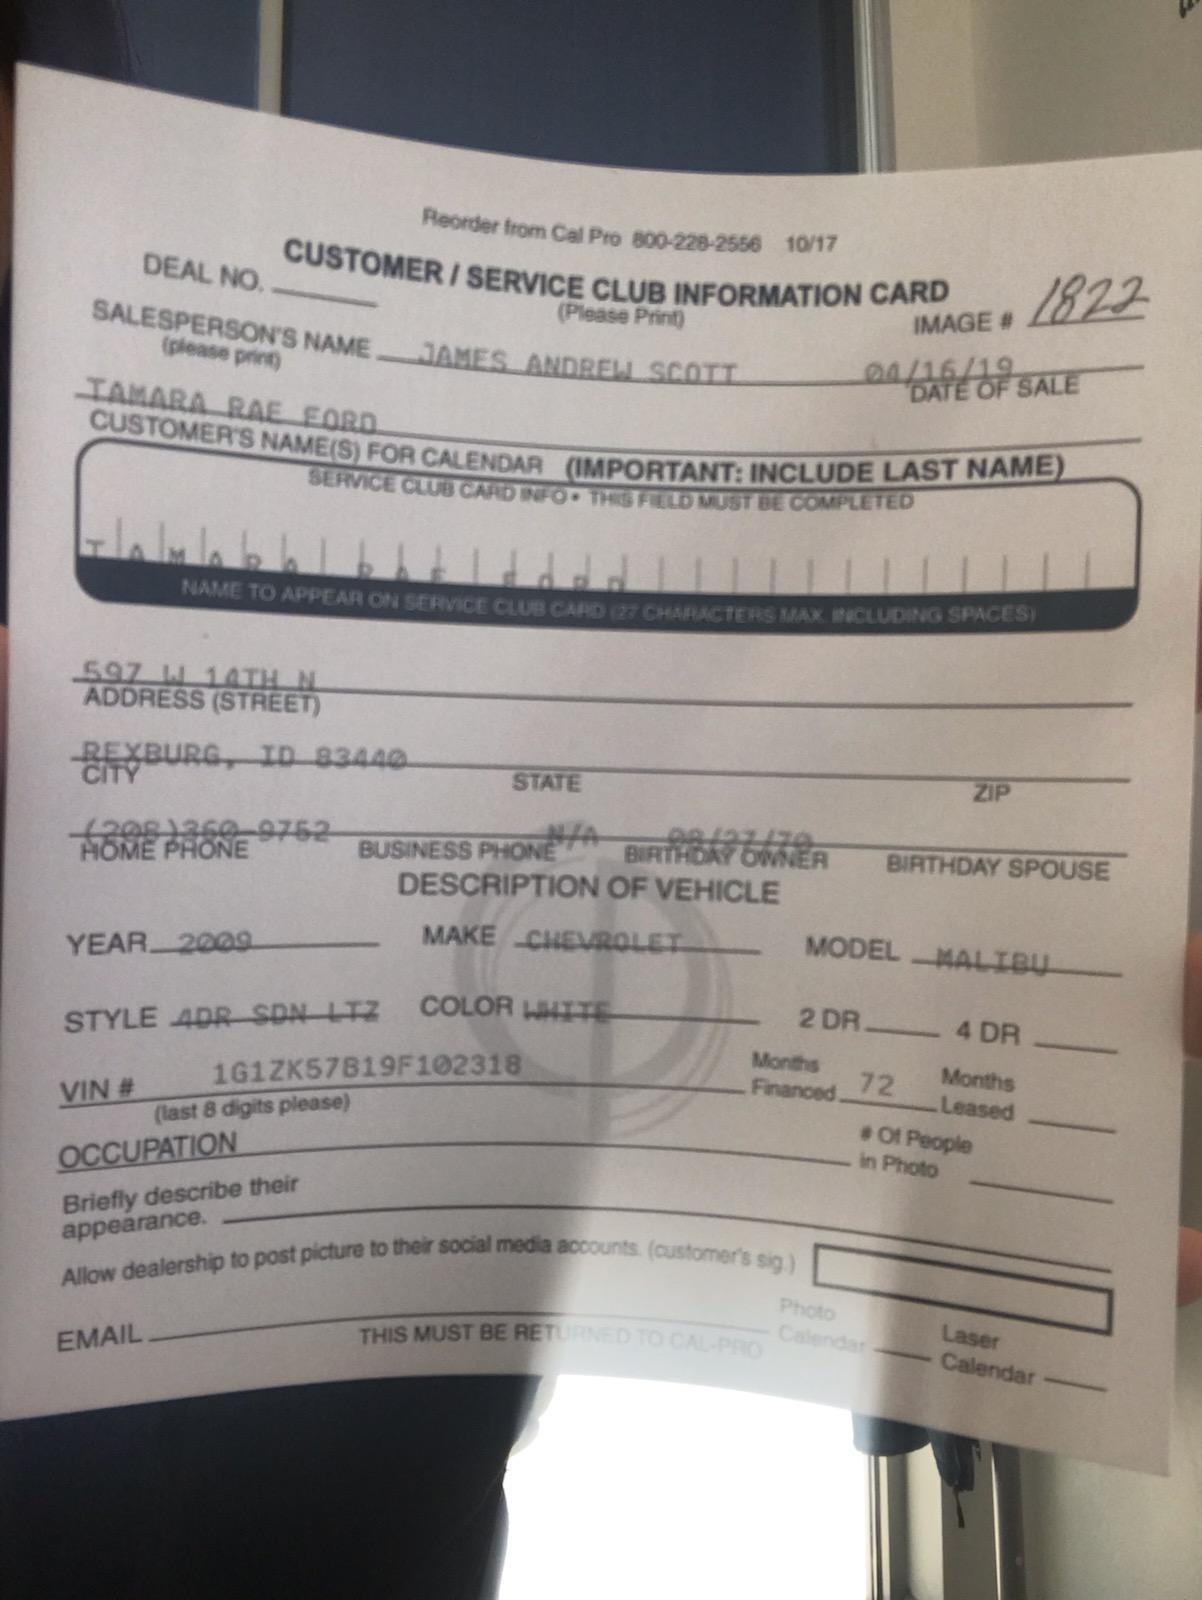 Reorder from Cal Pro 800-228-2556 10/17
CUSTOMER / SERVICE CLUB INFORMATION CARD
(Please Print)
DEAL NO.
IMAGE # 1822
SALESPERSON'S NAME JAMES ANDREW SCOTT 04/16/19
(please print) DATE OF SALE
TAMARA RAE FORD
CUSTOMER'S NAME(S) FOR CALENDAR (IMPORTANT: INCLUDE LAST NAME)
SERVICE CLUB CARD INFO • THIS FIELD MUST BE COMPLETED
TAMARA RAE FORD
NAME TO APPEAR ON SERVICE CLUB CARD (27 CHARACTERS MAX. INCLUDING SPACES)
597 W 14TH N
ADDRESS (STREET)
REXBURG, ID 83440
CITY STATE ZIP
(208)360-9752 N/A 08/27/70
HOME PHONE BUSINESS PHONE BIRTHDAY OWNER BIRTHDAY SPOUSE
DESCRIPTION OF VEHICLE
YEAR 2009 MAKE CHEVROLET MODEL MALIBU
STYLE 4DR SDN LTZ COLOR WHITE 2 DR 4 DR
VIN # 1G1ZK57B19F102318 Months Financed 72 Months Leased
(last 8 digits please)
OCCUPATION # Of People in Photo
Briefly describe their
appearance.
Allow dealership to post picture to their social media accounts. (customer's sig.)
EMAIL Photo Calendar Laser Calendar
THIS MUST BE RETURNED TO CAL-PRO